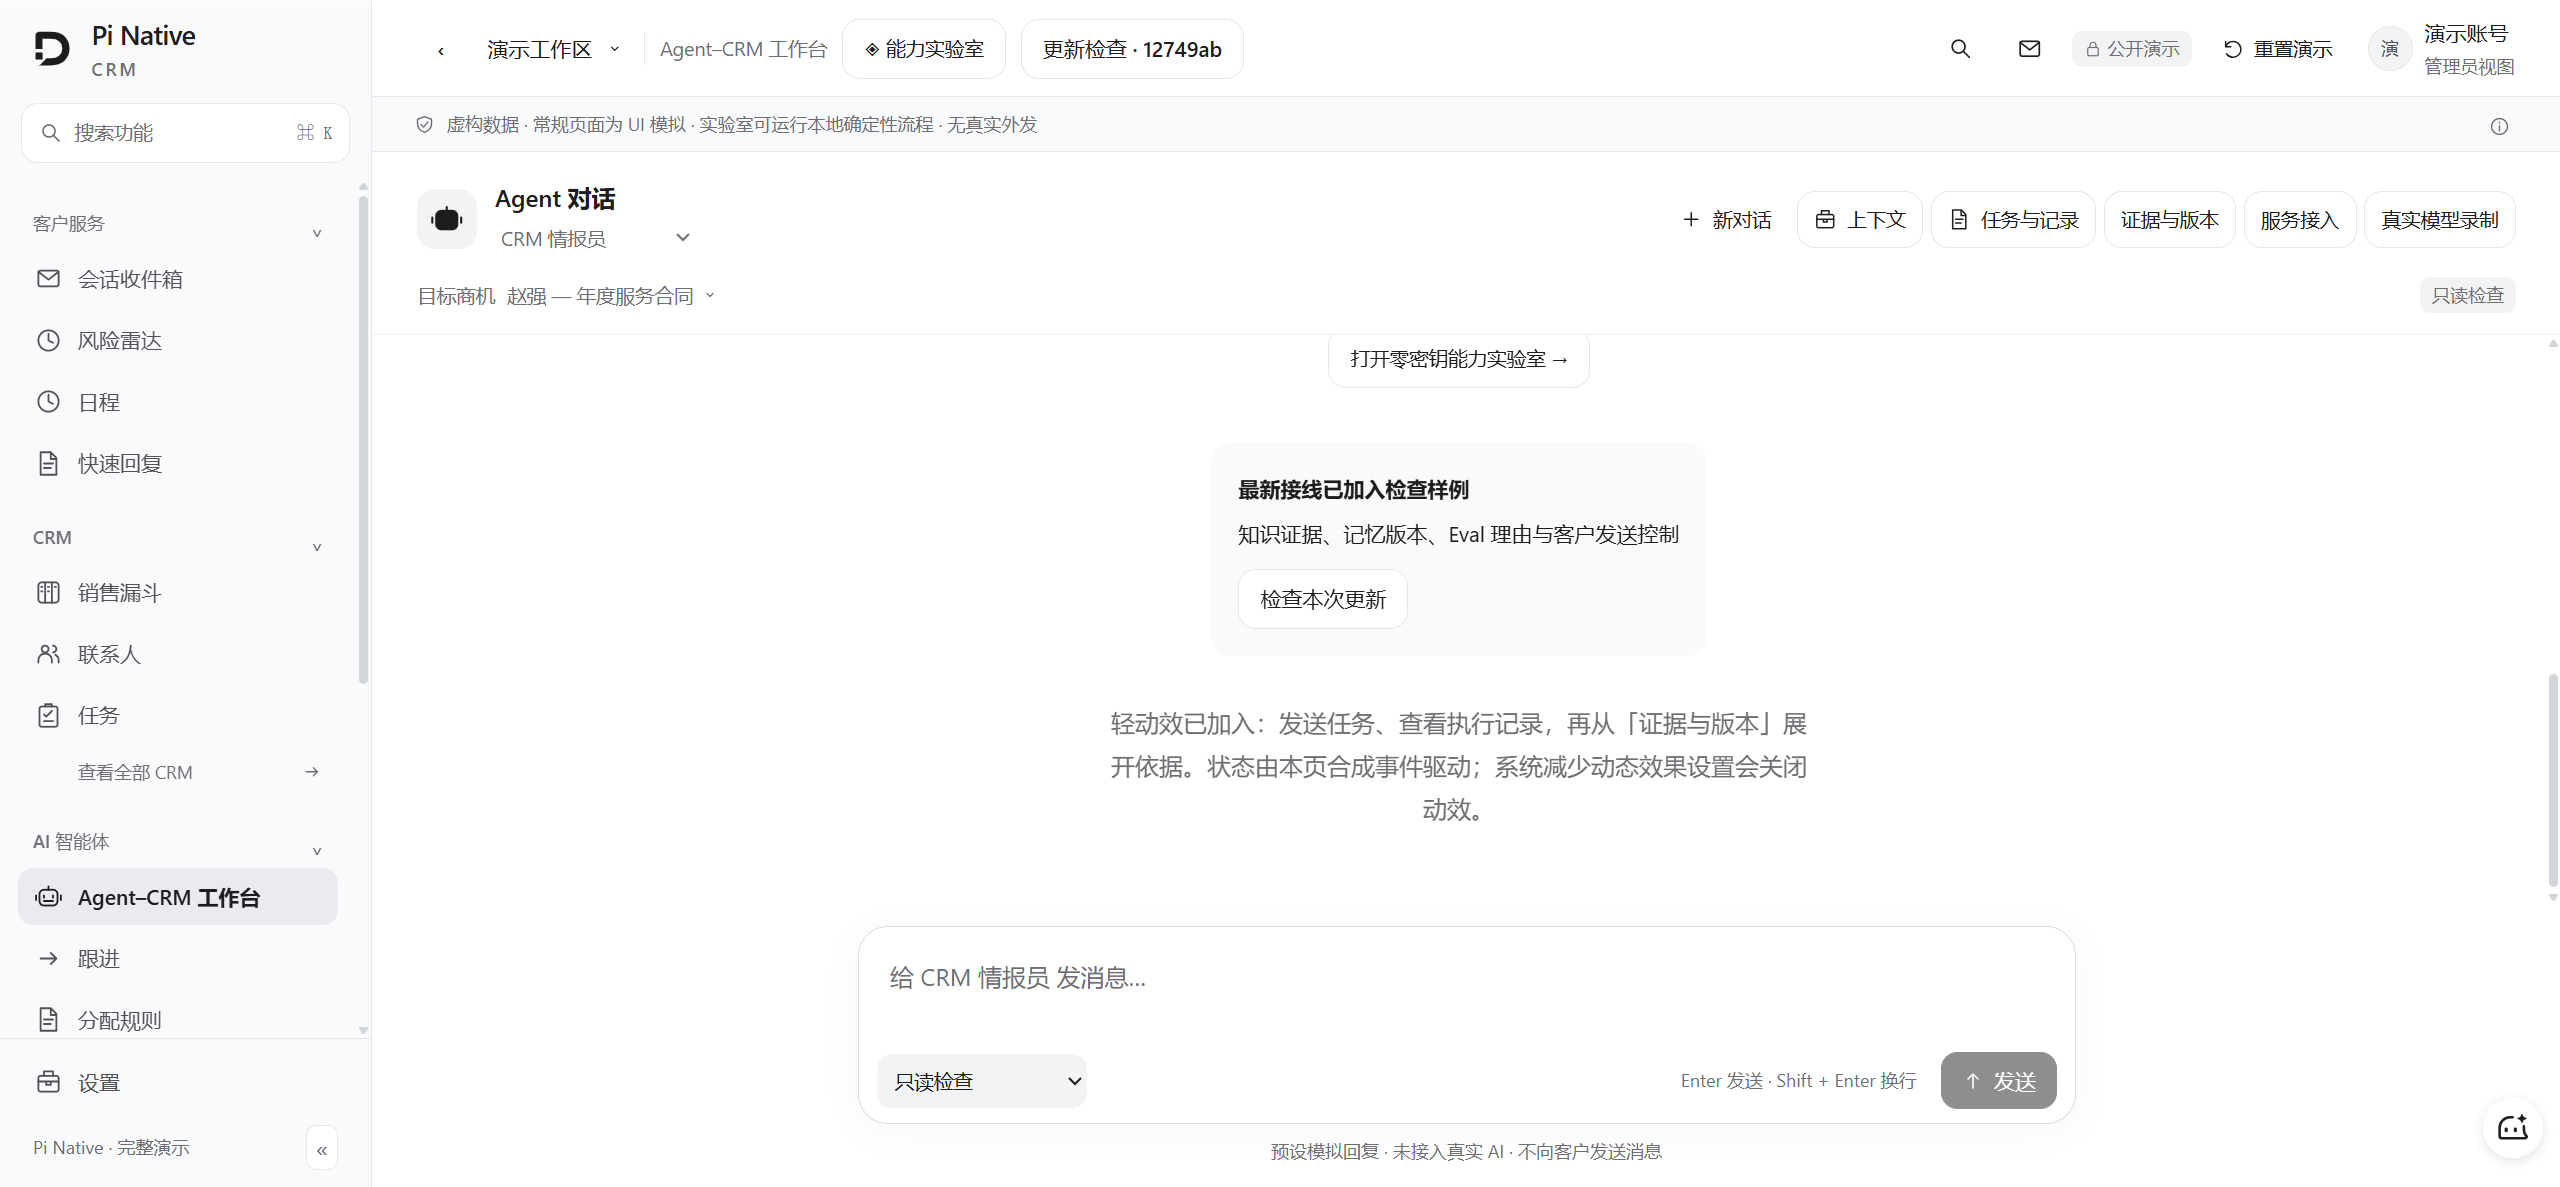 Pi Native
CRM
搜索功能
⌘ K
客户服务
会话收件箱
风险雷达
日程
快速回复
CRM
销售漏斗
联系人
任务
查看全部 CRM →
AI 智能体
Agent–CRM 工作台
跟进
分配规则
设置
Pi Native · 完整演示
«
‹ 演示工作区 Agent–CRM 工作台 ◈ 能力实验室 更新检查 · 12749ab
公开演示
重置演示
演
演示账号
管理员视图
虚构数据 · 常规页面为 UI 模拟 · 实验室可运行本地确定性流程 · 无真实外发
Agent 对话
CRM 情报员
+ 新对话
上下文
任务与记录
证据与版本
服务接入
真实模型录制
目标商机 赵强 — 年度服务合同
只读检查
打开零密钥能力实验室 →
最新接线已加入检查样例
知识证据、记忆版本、Eval 理由与客户发送控制
检查本次更新
轻动效已加入：发送任务、查看执行记录，再从「证据与版本」展
开依据。状态由本页合成事件驱动；系统减少动态效果设置会关闭
动效。
给 CRM 情报员 发消息...
只读检查
Enter 发送 · Shift + Enter 换行
↑ 发送
预设模拟回复 · 未接入真实 AI · 不向客户发送消息